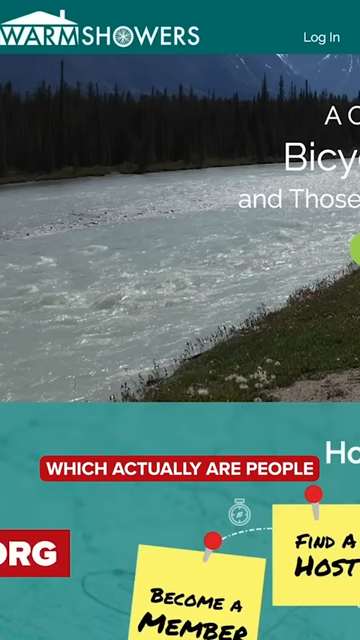 WARMSHOWERS
Log In
A C
Bicy
and Those
Ho
WHICH ACTUALLY ARE PEOPLE
ORG
FIND A
HOST
BECOME A
MEMBER